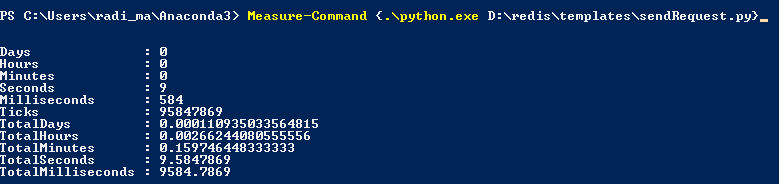 PS C:\Users\radi_ma\Anaconda3> Measure-Command {.\python.exe D:\redis\templates\sendRequest.py}_
Days : 0
Hours : 0
Minutes : 0
Seconds : 9
Milliseconds : 584
Ticks : 95847869
TotalDays : 0.000110935033564815
TotalHours : 0.00266244080555556
TotalMinutes : 0.159746448333333
TotalSeconds : 9.5847869
TotalMilliseconds : 9584.7869